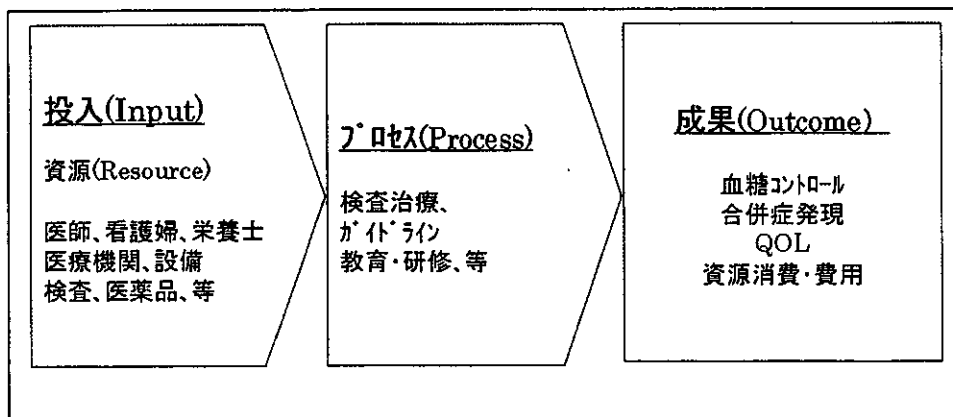 投入(Input)
資源(Resource)
医師、看護婦、栄養士
医療機関、設備
検査、医薬品、等
ﾌﾟﾛｾｽ(Process)
検査治療、
ｶﾞｲﾄﾞﾗｲﾝ
教育・研修、等
成果(Outcome)
血糖ｺﾝﾄﾛｰﾙ
合併症発現
QOL
資源消費・費用